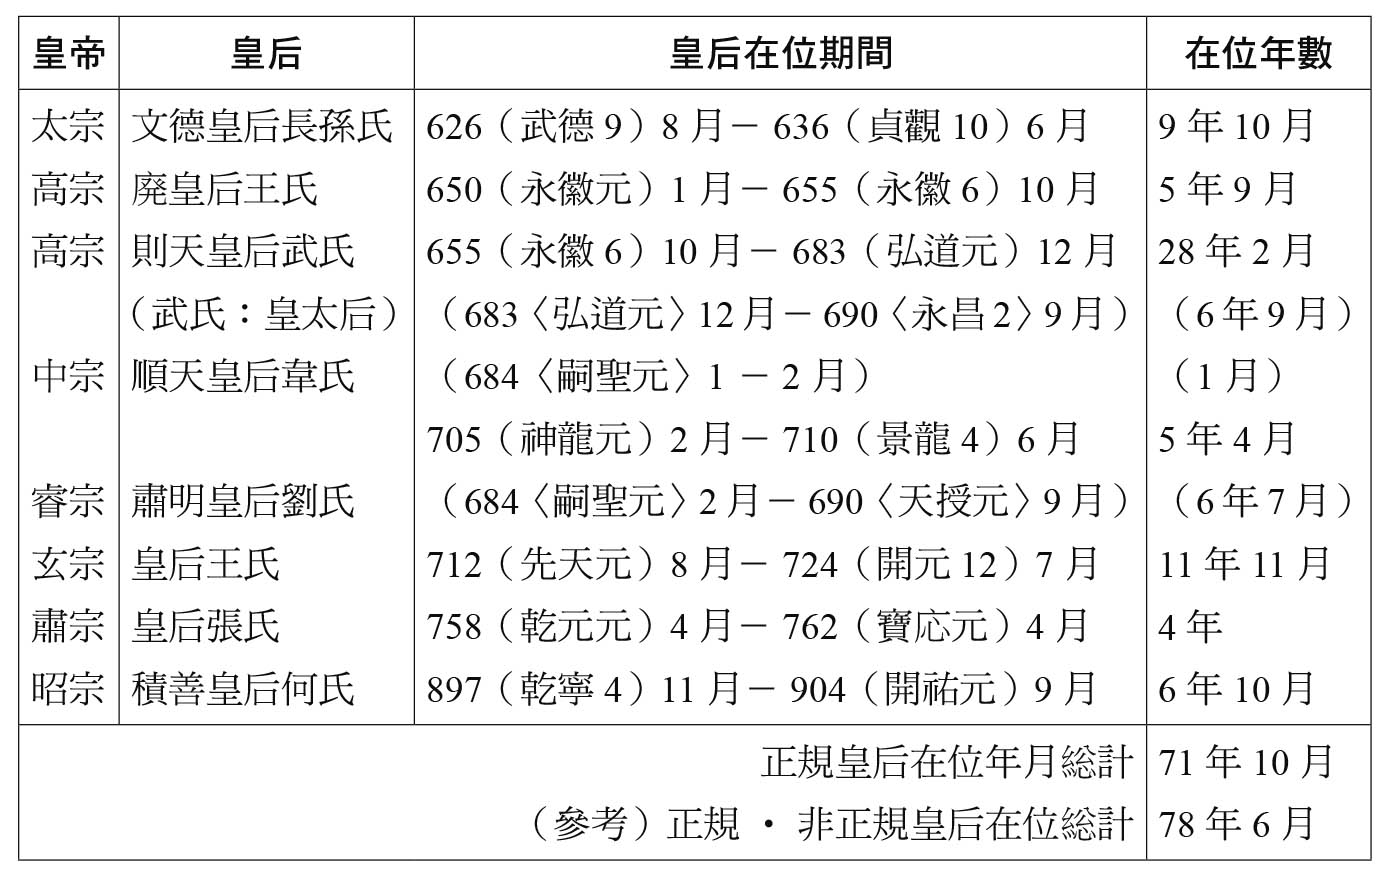 皇帝 皇后 皇后在位期間 在位年數
太宗 文德皇后長孫氏 626（武德 9）8 月－ 636（貞觀 10）6 月 9 年 10 月
高宗 廃皇后王氏 650（永徽元）1 月－ 655（永徽 6）10 月 5 年 9 月
高宗 則天皇后武氏 655（永徽 6）10 月－ 683（弘道元）12 月 28 年 2 月
（武氏：皇太后） （683〈弘道元〉12 月－ 690〈永昌 2〉9 月） （6 年 9 月）
中宗 順天皇后韋氏 （684〈嗣聖元〉1 － 2 月） （1 月）
705（神龍元）2 月－ 710（景龍 4）6 月 5 年 4 月
睿宗 肅明皇后劉氏 （684〈嗣聖元〉2 月－ 690〈天授元〉9 月） （6 年 7 月）
玄宗 皇后王氏 712（先天元）8 月－ 724（開元 12）7 月 11 年 11 月
肅宗 皇后張氏 758（乾元元）4 月－ 762（寶応元）4 月 4 年
昭宗 積善皇后何氏 897（乾寧 4）11 月－ 904（開祐元）9 月 6 年 10 月
正規皇后在位年月総計 71 年 10 月
（參考）正規・非正規皇后在位総計 78 年 6 月